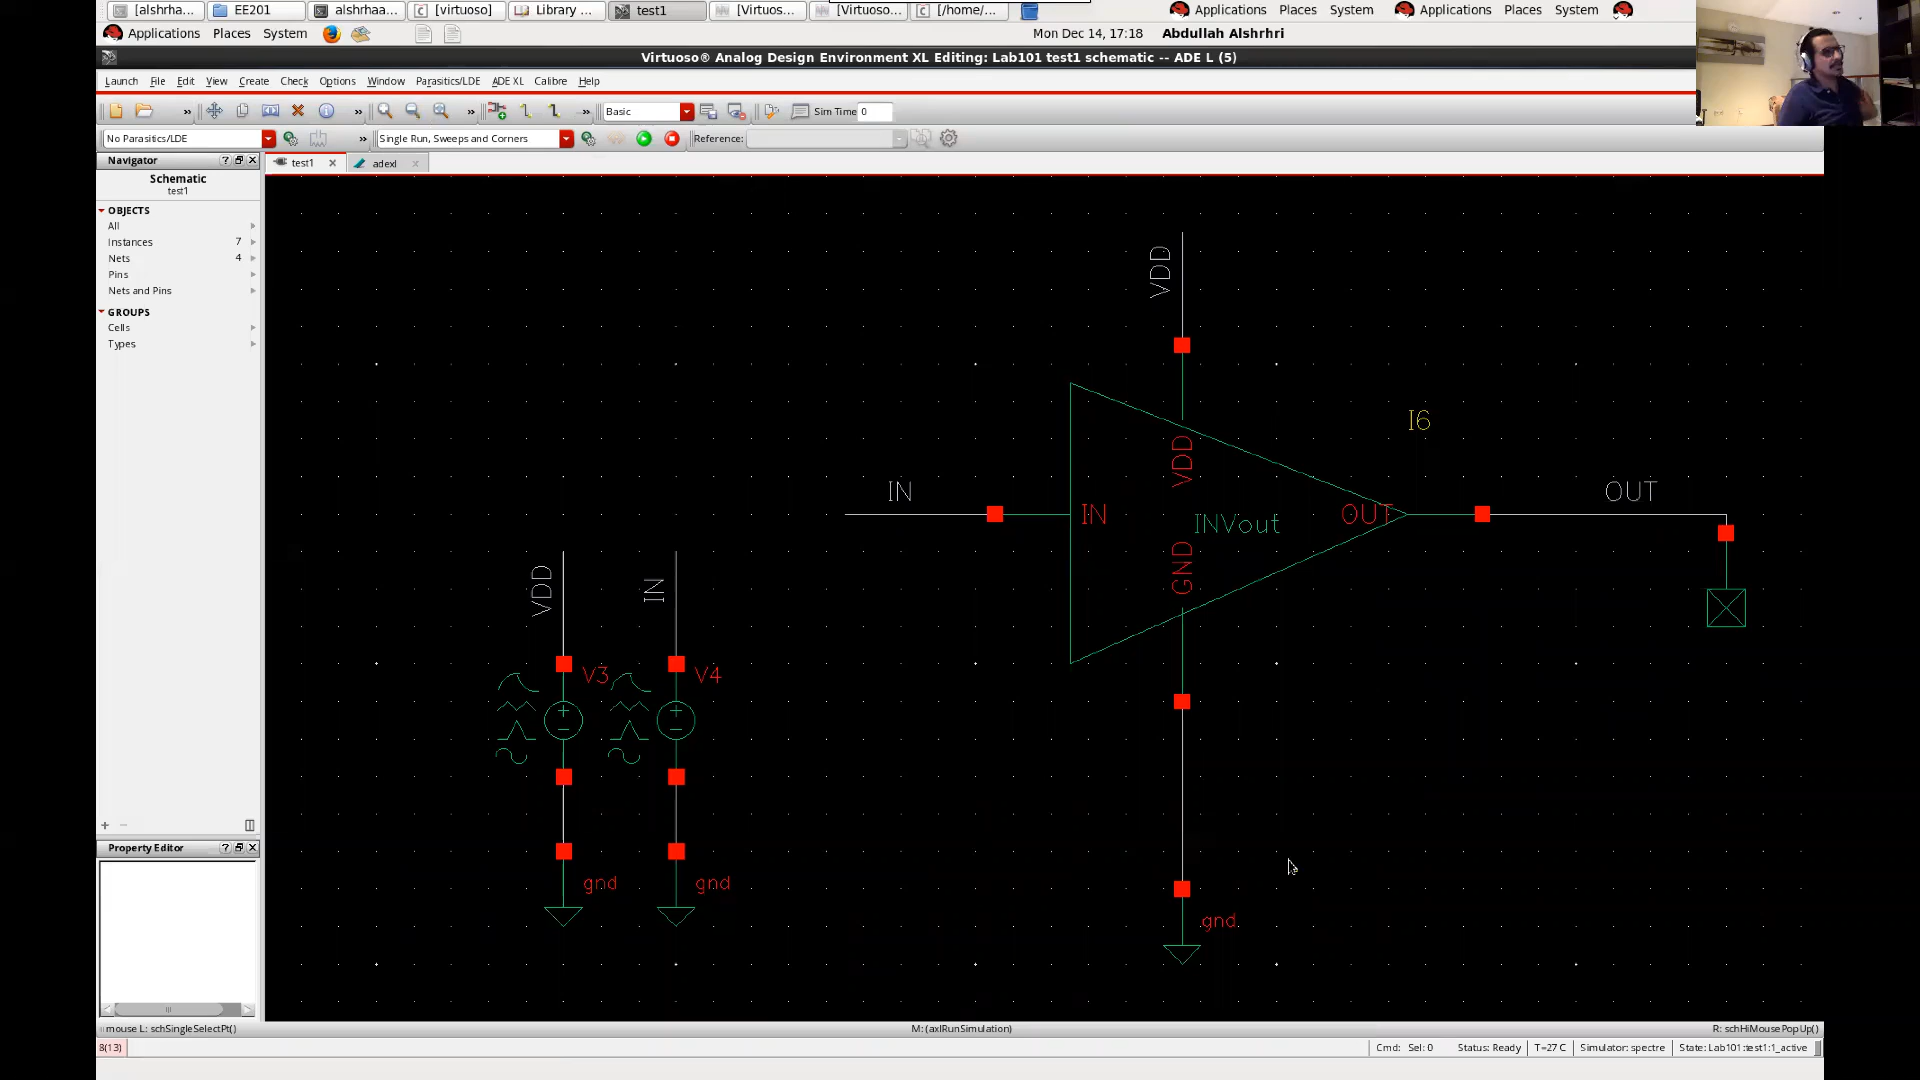 [alshrha... EE201 alshrhaa... [virtuoso] Library ... test1 [Virtuos... [Virtuoso... [/home/... Applications Places System Applications Places System
Applications Places System Mon Dec 14, 17:18 Abdullah Alshrhri
Virtuoso® Analog Design Environment XL Editing: Lab101 test1 schematic -- ADE L (5)
Launch File Edit View Create Check Options Window Parasitics/LDE ADE XL Calibre Help
» » » » Basic Sim Time 0
No Parasitics/LDE » Single Run, Sweeps and Corners Reference:
Navigator ? test1 adexl
Schematic
test1
OBJECTS
All
Instances 7
Nets 4
Pins
Nets and Pins
GROUPS
Cells
Types
Property Editor ?
VDD
I6
VDD
IN
IN
INVout
OUT
OUT
GND
VDD
IN
V3
V4
gnd
gnd
gnd
mouse L: schSingleSelectPt() M: (axlRunSimulation) R: schHiMousePopUp()
8(13) Cmd: Sel: 0 Status: Ready T=27 C Simulator: spectre State: Lab101:test1:1_active